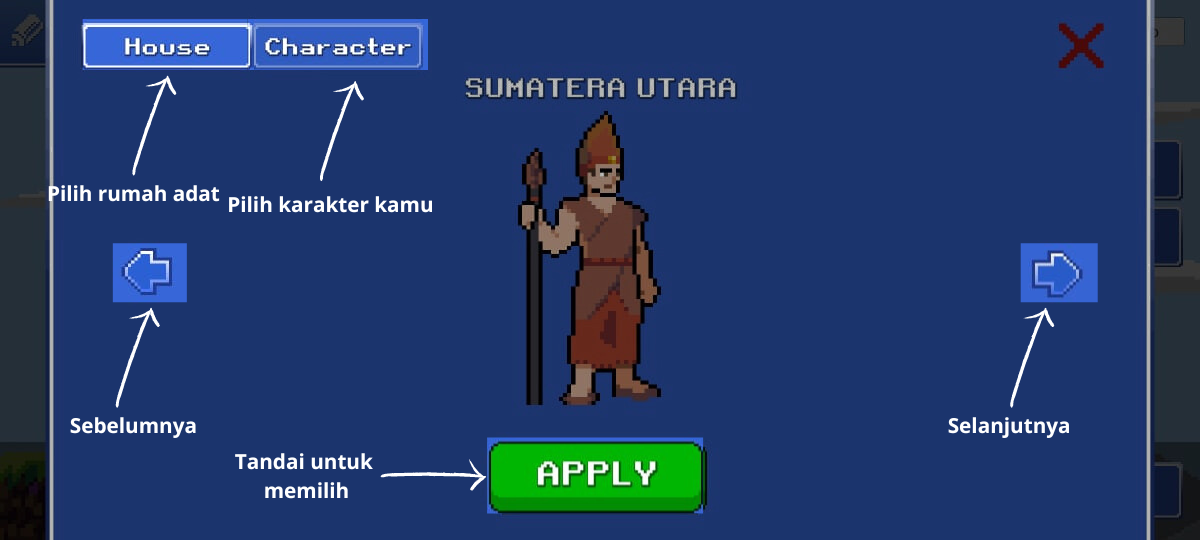 House
Character
SUMATERA UTARA
Pilih rumah adat
Pilih karakter kamu
Sebelumnya
Selanjutnya
Tandai untuk
memilih
APPLY